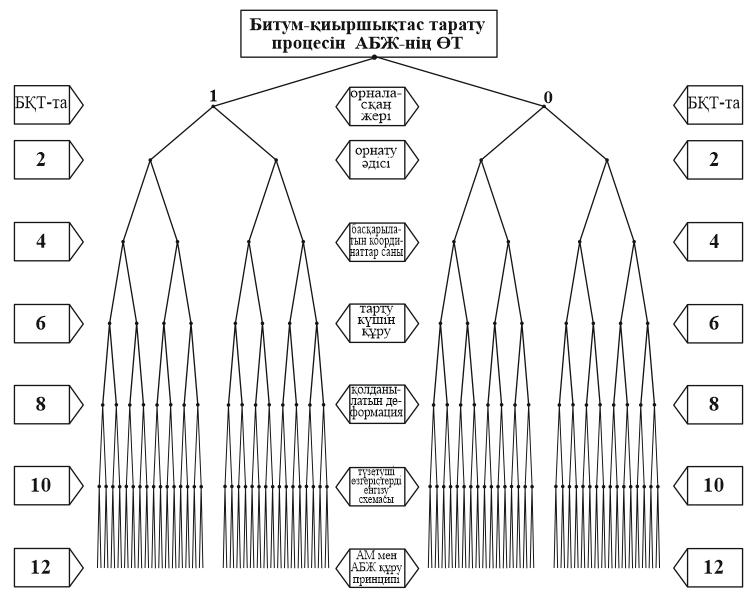 Битум-қиыршықтас тарату
процесін АБЖ-нің ӨТ
БҚТ-та
1
орнала-
сқан
жері
0
БҚТ-та
2
орнату
әдісі
2
4
басқарыла-
тын коорди-
наттар саны
4
6
тарту
күшін
құру
6
8
қолданы-
латын де-
формация
8
10
түзетуші
өзгерістерді
енгізу
схемасы
10
12
АМ мен
АБЖ құру
принципі
12